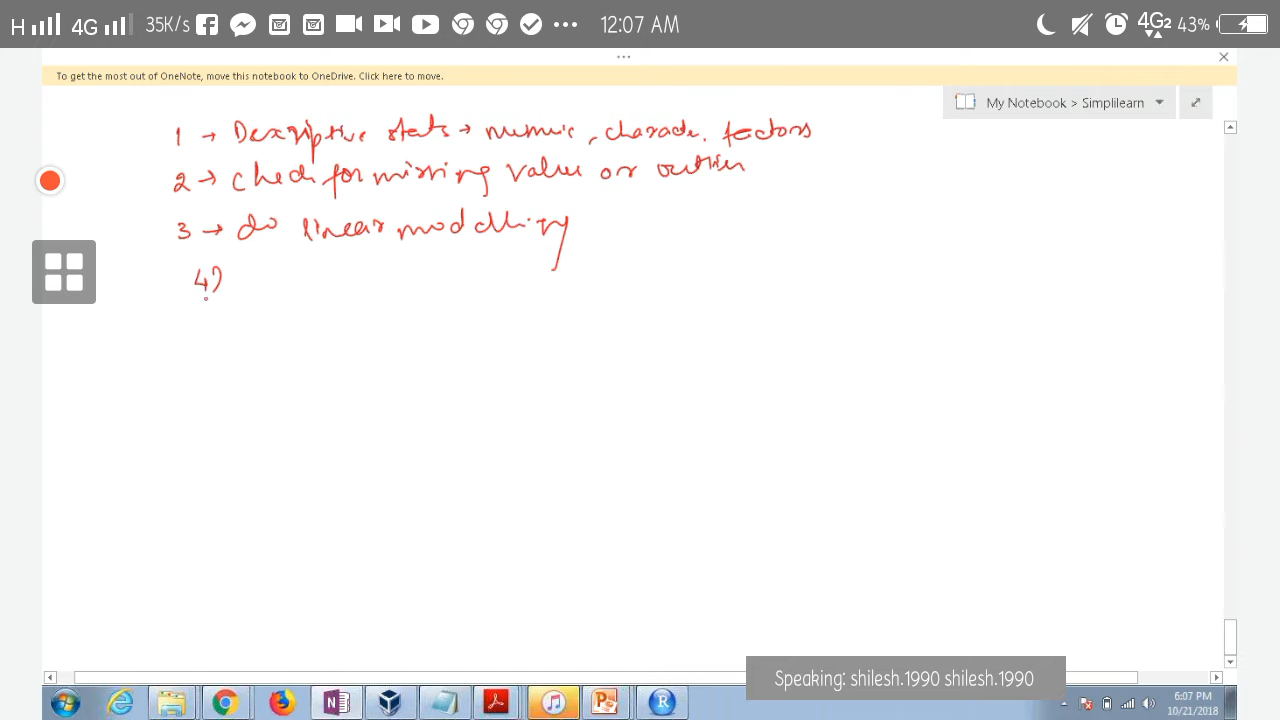 H 4G 35K/s 12:07 AM 4G2 43%
To get the most out of OneNote, move this notebook to OneDrive. Click here to move.
My Notebook > Simplilearn
1 → Descriptive stats → numeric, characte. factors
2 → check for missing value or outlier
3 → do linear modelling
4)
Speaking: shilesh.1990 shilesh.1990
6:07 PM
10/21/2018